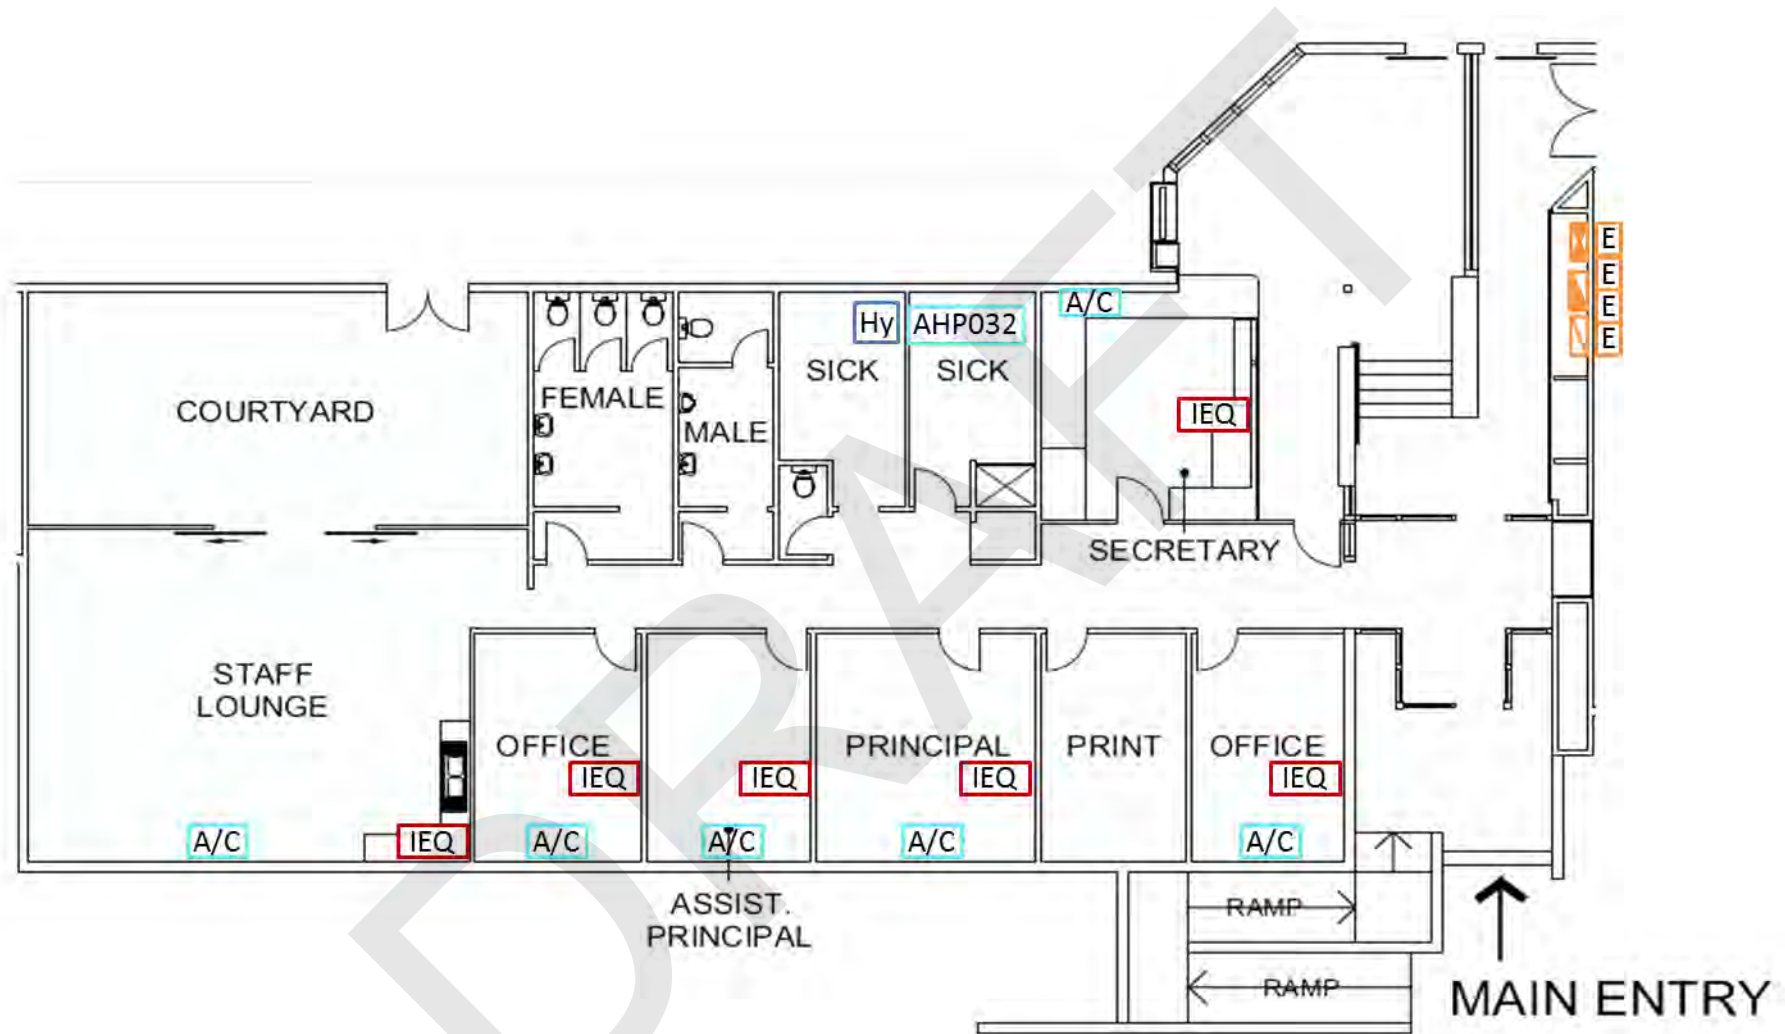 E
E
E
E
A/C
Hy
AHP032
SICK
SICK
FEMALE
COURTYARD
IEQ
MALE
SECRETARY
STAFF
LOUNGE
OFFICE
PRINCIPAL
PRINT
OFFICE
IEQ
IEQ
IEQ
IEQ
A/C
IEQ
A/C
A/C
A/C
A/C
ASSIST.
PRINCIPAL
RAMP
RAMP
MAIN ENTRY
DRAFT